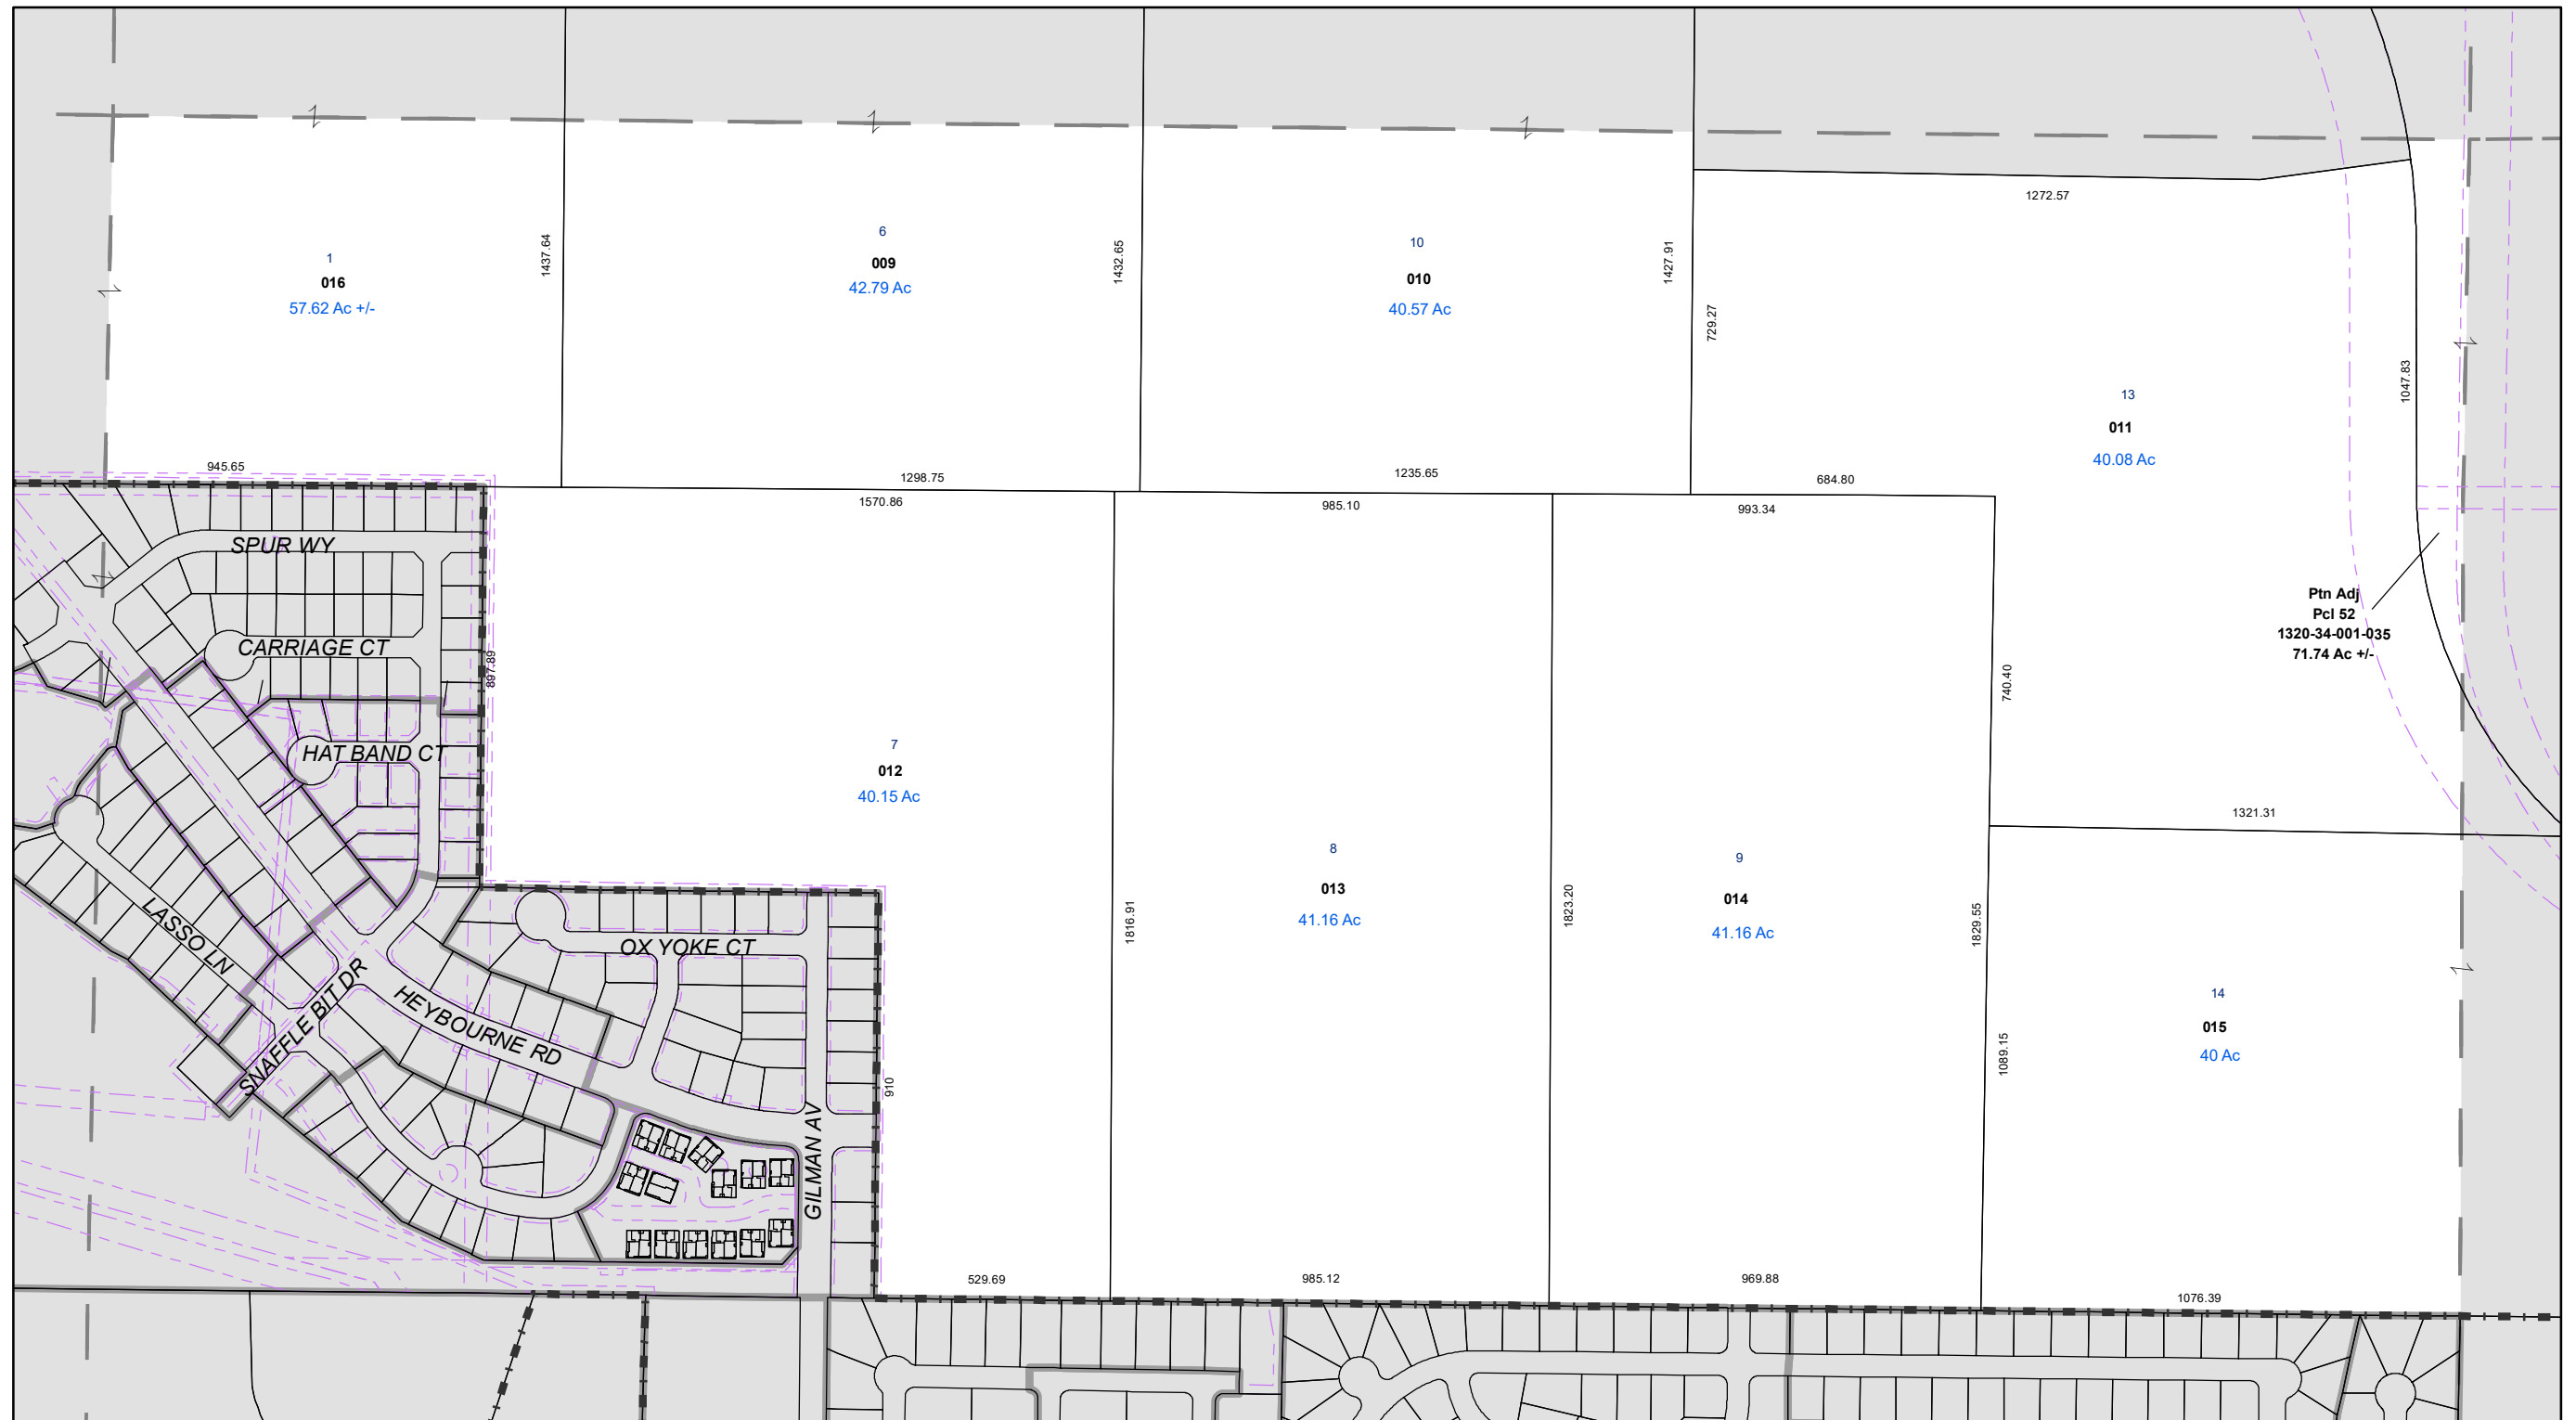 1272.57
1437.64
1432.65
1427.91
729.27
1047.83
1
016
57.62 Ac +/-
6
009
42.79 Ac
10
010
40.57 Ac
13
011
40.08 Ac
945.65
1298.75
1235.65
684.80
1570.86
985.10
993.34
SPUR WY
CARRIAGE CT
897.89
HAT BAND CT
Ptn Adj
Pcl 52
1320-34-001-035
71.74 Ac +/-
740.40
7
012
40.15 Ac
1321.31
8
013
41.16 Ac
9
014
41.16 Ac
1816.91
1823.20
1829.55
LASSO LN
OX YOKE CT
SNAFFLE BIT DR
HEYBOURNE RD
14
015
40 Ac
1089.15
910
GILMAN AV
529.69
985.12
969.88
1076.39